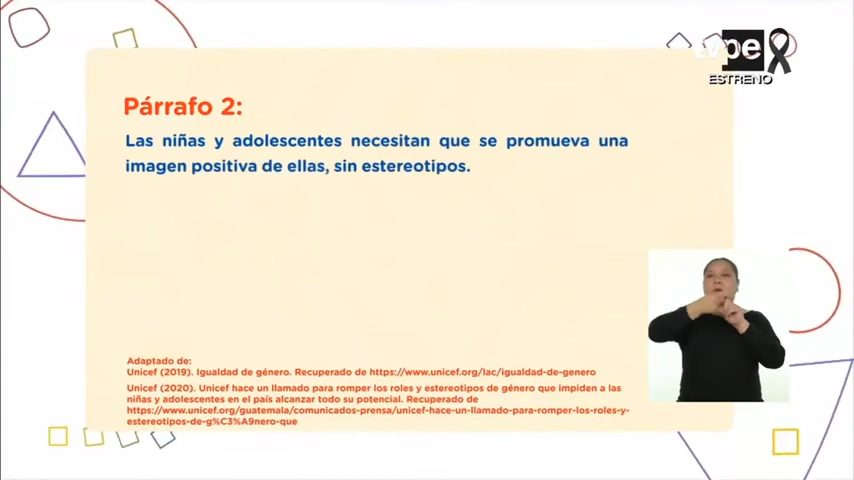 tvpe
ESTRENO
Párrafo 2:
Las niñas y adolescentes necesitan que se promueva una
imagen positiva de ellas, sin estereotipos.
Adaptado de:
Unicef (2019). Igualdad de género. Recuperado de https://www.unicef.org/lac/igualdad-de-genero
Unicef (2020). Unicef hace un llamado para romper los roles y estereotipos de género que impiden a las
niñas y adolescentes en el país alcanzar todo su potencial. Recuperado de
https://www.unicef.org/guatemala/comunicados-prensa/unicef-hace-un-llamado-para-romper-los-roles-y-
estereotipos-de-g%C3%A9nero-que